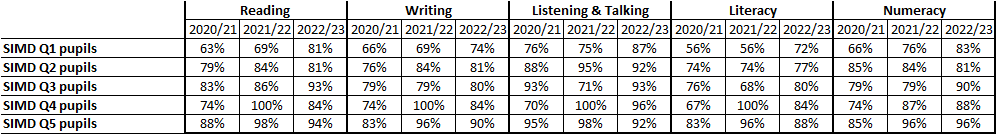 Reading Writing Listening & Talking Literacy Numeracy
2020/21 2021/22 2022/23 2020/21 2021/22 2022/23 2020/21 2021/22 2022/23 2020/21 2021/22 2022/23 2020/21 2021/22 2022/23
SIMD Q1 pupils 63% 69% 81% 66% 69% 74% 76% 75% 87% 56% 56% 72% 66% 76% 83%
SIMD Q2 pupils 79% 84% 81% 76% 84% 81% 88% 95% 92% 74% 74% 77% 85% 84% 81%
SIMD Q3 pupils 83% 86% 93% 79% 79% 80% 93% 71% 93% 76% 68% 80% 79% 79% 90%
SIMD Q4 pupils 74% 100% 84% 74% 100% 84% 70% 100% 96% 67% 100% 84% 74% 87% 88%
SIMD Q5 pupils 88% 98% 94% 83% 96% 90% 95% 98% 92% 83% 96% 88% 85% 96% 96%